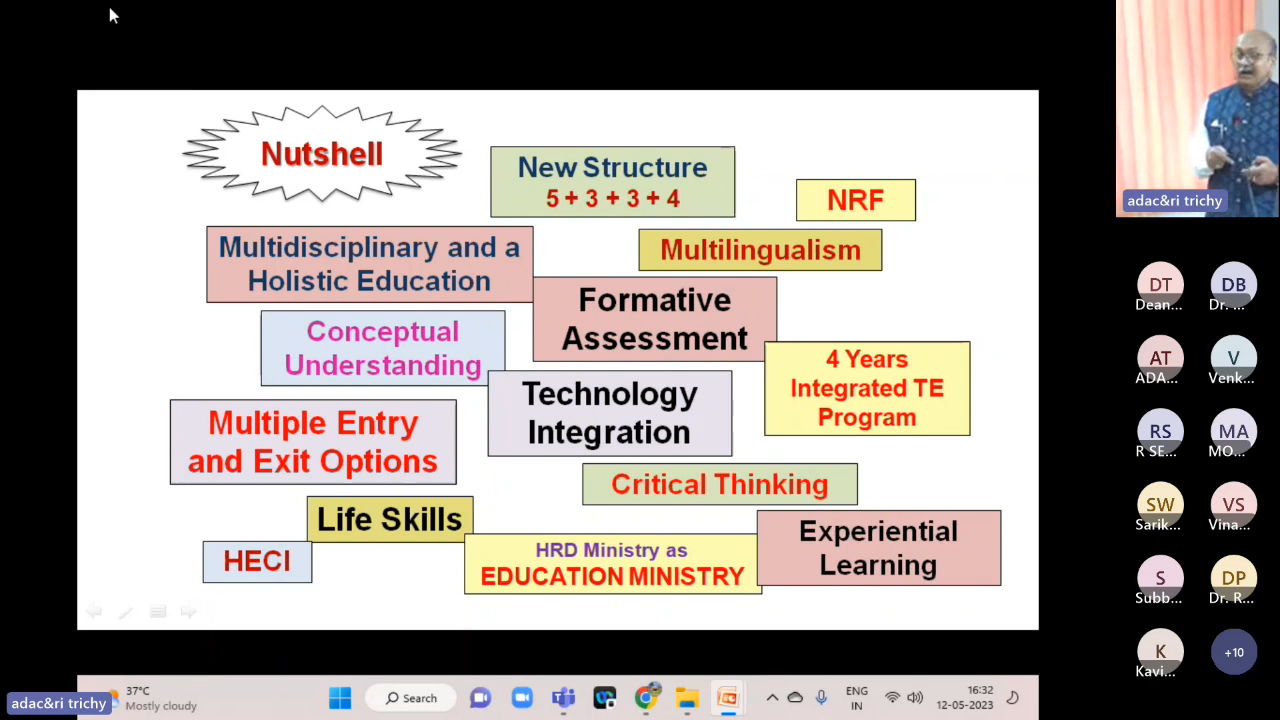 Nutshell
New Structure
5 + 3 + 3 + 4
NRF
Multidisciplinary and a
Holistic Education
Multilingualism
Formative
Assessment
Conceptual
Understanding
4 Years
Integrated TE
Program
Technology
Integration
Multiple Entry
and Exit Options
Critical Thinking
Life Skills
Experiential
Learning
HECI
HRD Ministry as
EDUCATION MINISTRY
adac&ri trichy
DT
Dean...
DB
Dr. ...
AT
ADA...
V
Venk...
RS
R SE...
MA
MO...
SW
Sarik...
VS
Vina...
S
Subb...
DP
Dr. R...
K
Kavi...
+10
adac&ri trichy
37°C
Mostly cloudy
Search
ENG
IN
16:32
12-05-2023